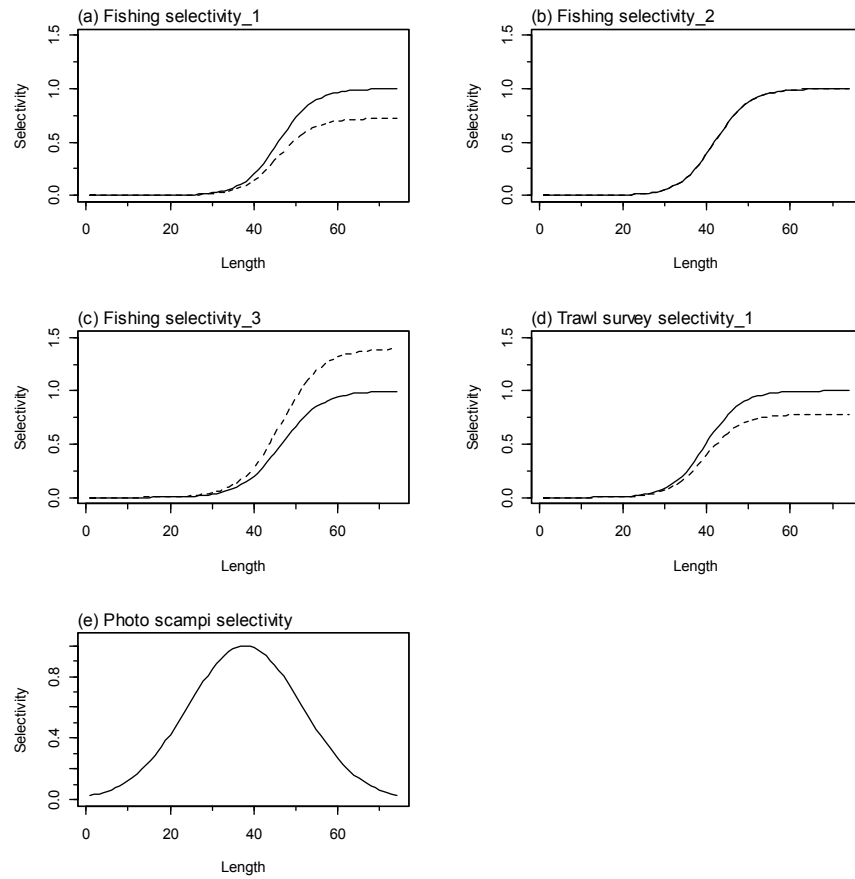 (a) Fishing selectivity_1
Selectivity
0.0 0.5 1.0 1.5
0 20 40 60
Length
(b) Fishing selectivity_2
Selectivity
0.0 0.5 1.0 1.5
0 20 40 60
Length
(c) Fishing selectivity_3
Selectivity
0.0 0.5 1.0 1.5
0 20 40 60
Length
(d) Trawl survey selectivity_1
Selectivity
0.0 0.5 1.0 1.5
0 20 40 60
Length
(e) Photo scampi selectivity
Selectivity
0.0 0.4 0.8
0 20 40 60
Length